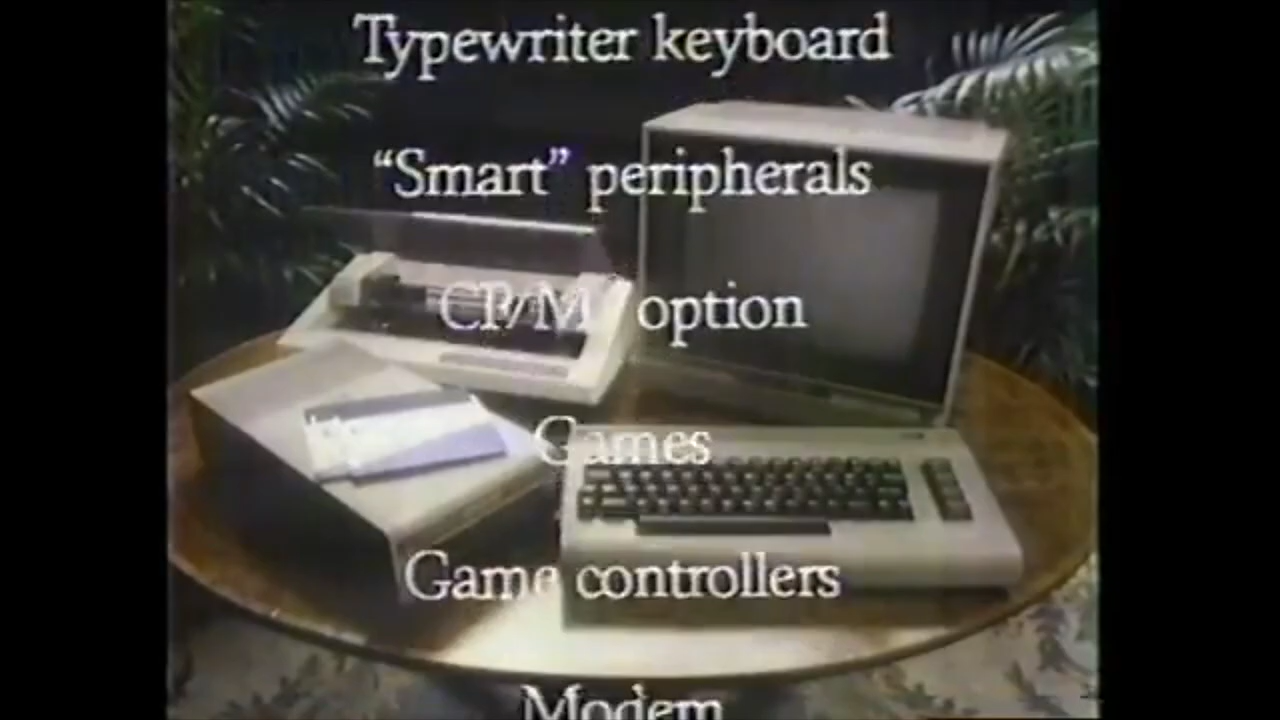 Typewriter keyboard
“Smart” peripherals
CP/M option
Games
Game controllers
Modem